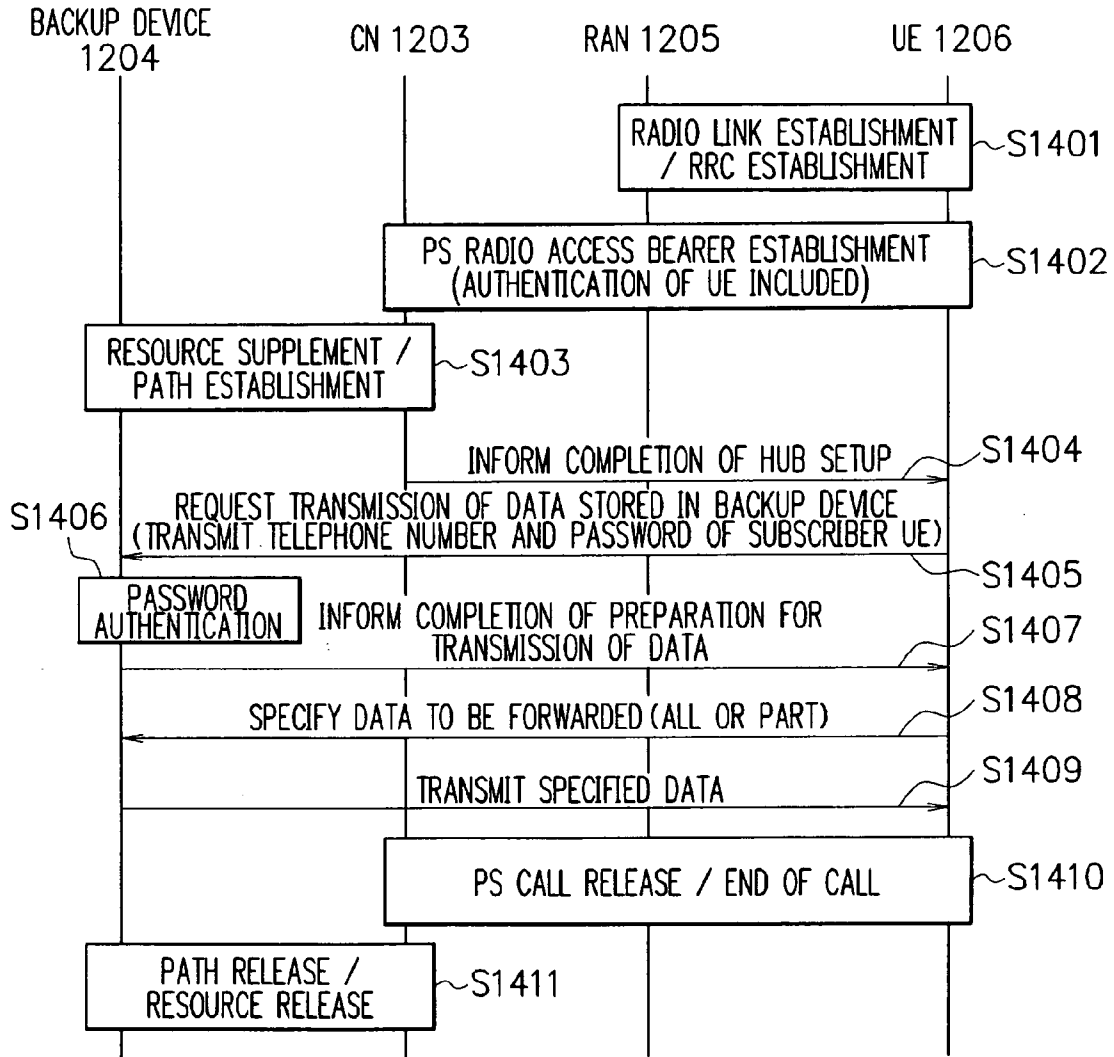 BACKUP DEVICE
1204
CN 1203
RAN 1205
UE 1206
RADIO LINK ESTABLISHMENT
/ RRC ESTABLISHMENT
S1401
PS RADIO ACCESS BEARER ESTABLISHMENT
(AUTHENTICATION OF UE INCLUDED)
S1402
RESOURCE SUPPLEMENT /
PATH ESTABLISHMENT
S1403
INFORM COMPLETION OF HUB SETUP
S1404
REQUEST TRANSMISSION OF DATA STORED IN BACKUP DEVICE
(TRANSMIT TELEPHONE NUMBER AND PASSWORD OF SUBSCRIBER UE)
S1405
S1406
PASSWORD
AUTHENTICATION
INFORM COMPLETION OF PREPARATION FOR
TRANSMISSION OF DATA
S1407
SPECIFY DATA TO BE FORWARDED (ALL OR PART)
S1408
TRANSMIT SPECIFIED DATA
S1409
PS CALL RELEASE / END OF CALL
S1410
PATH RELEASE /
RESOURCE RELEASE
S1411